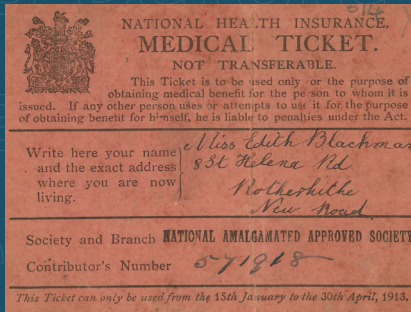 514
NATIONAL HEALTH INSURANCE.
MEDICAL TICKET.
NOT TRANSFERABLE.
This Ticket is to be used only for the purpose of
obtaining medical benefit for the person to whom it is
issued. If any other person uses or attempts to use it for the purpose
of obtaining benefit for himself, he is liable to penalties under the Act.
Write here your name
and the exact address
where you are now
living.
Miss Edith Blackman
8 St Helena Rd
Rotherhithe
New Road
Society and Branch NATIONAL AMALGAMATED APPROVED SOCIETY
Contributor's Number 571918
This Ticket can only be used from the 15th January to the 30th April, 1913.